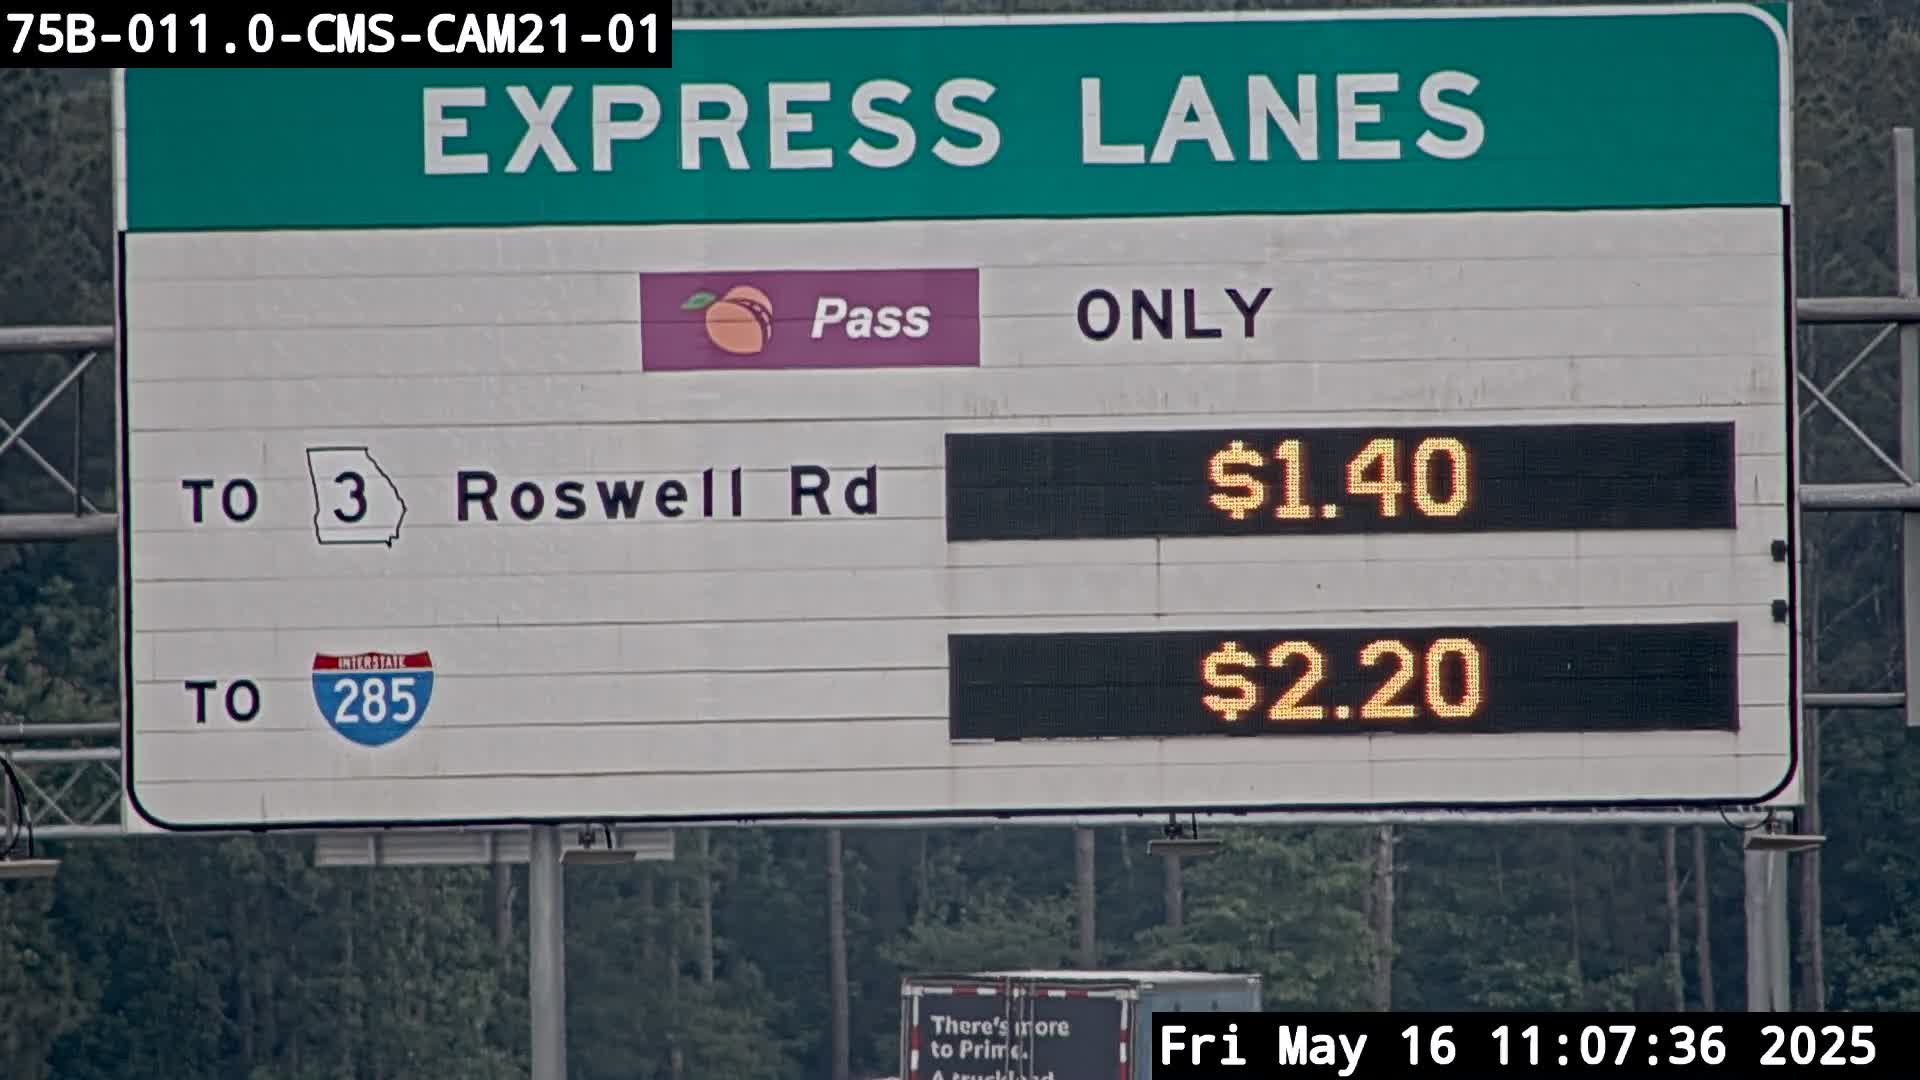 75B-011.0-CMS-CAM21-01
EXPRESS LANES
Pass ONLY
TO 3 Roswell Rd $1.40
TO INTERSTATE 285 $2.20
There's more
to Prime.
A truckload
Fri May 16 11:07:36 2025